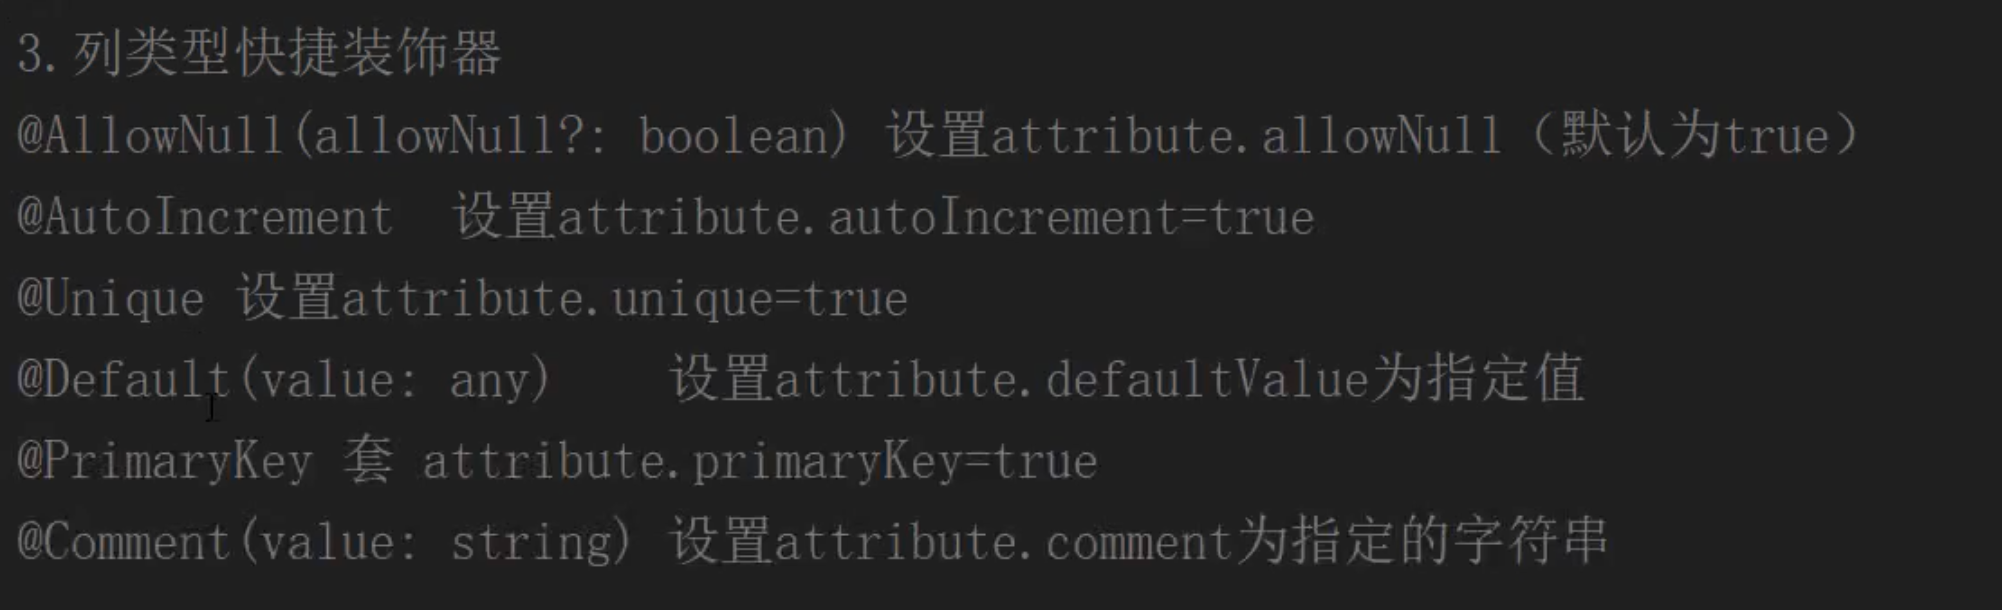 3.列类型快捷装饰器
@AllowNull(allowNull?: boolean) 设置attribute.allowNull（默认为true）
@AutoIncrement 设置attribute.autoIncrement=true
@Unique 设置attribute.unique=true
@Default(value: any) 设置attribute.defaultValue为指定值
@PrimaryKey 套 attribute.primaryKey=true
@Comment(value: string) 设置attribute.comment为指定的字符串